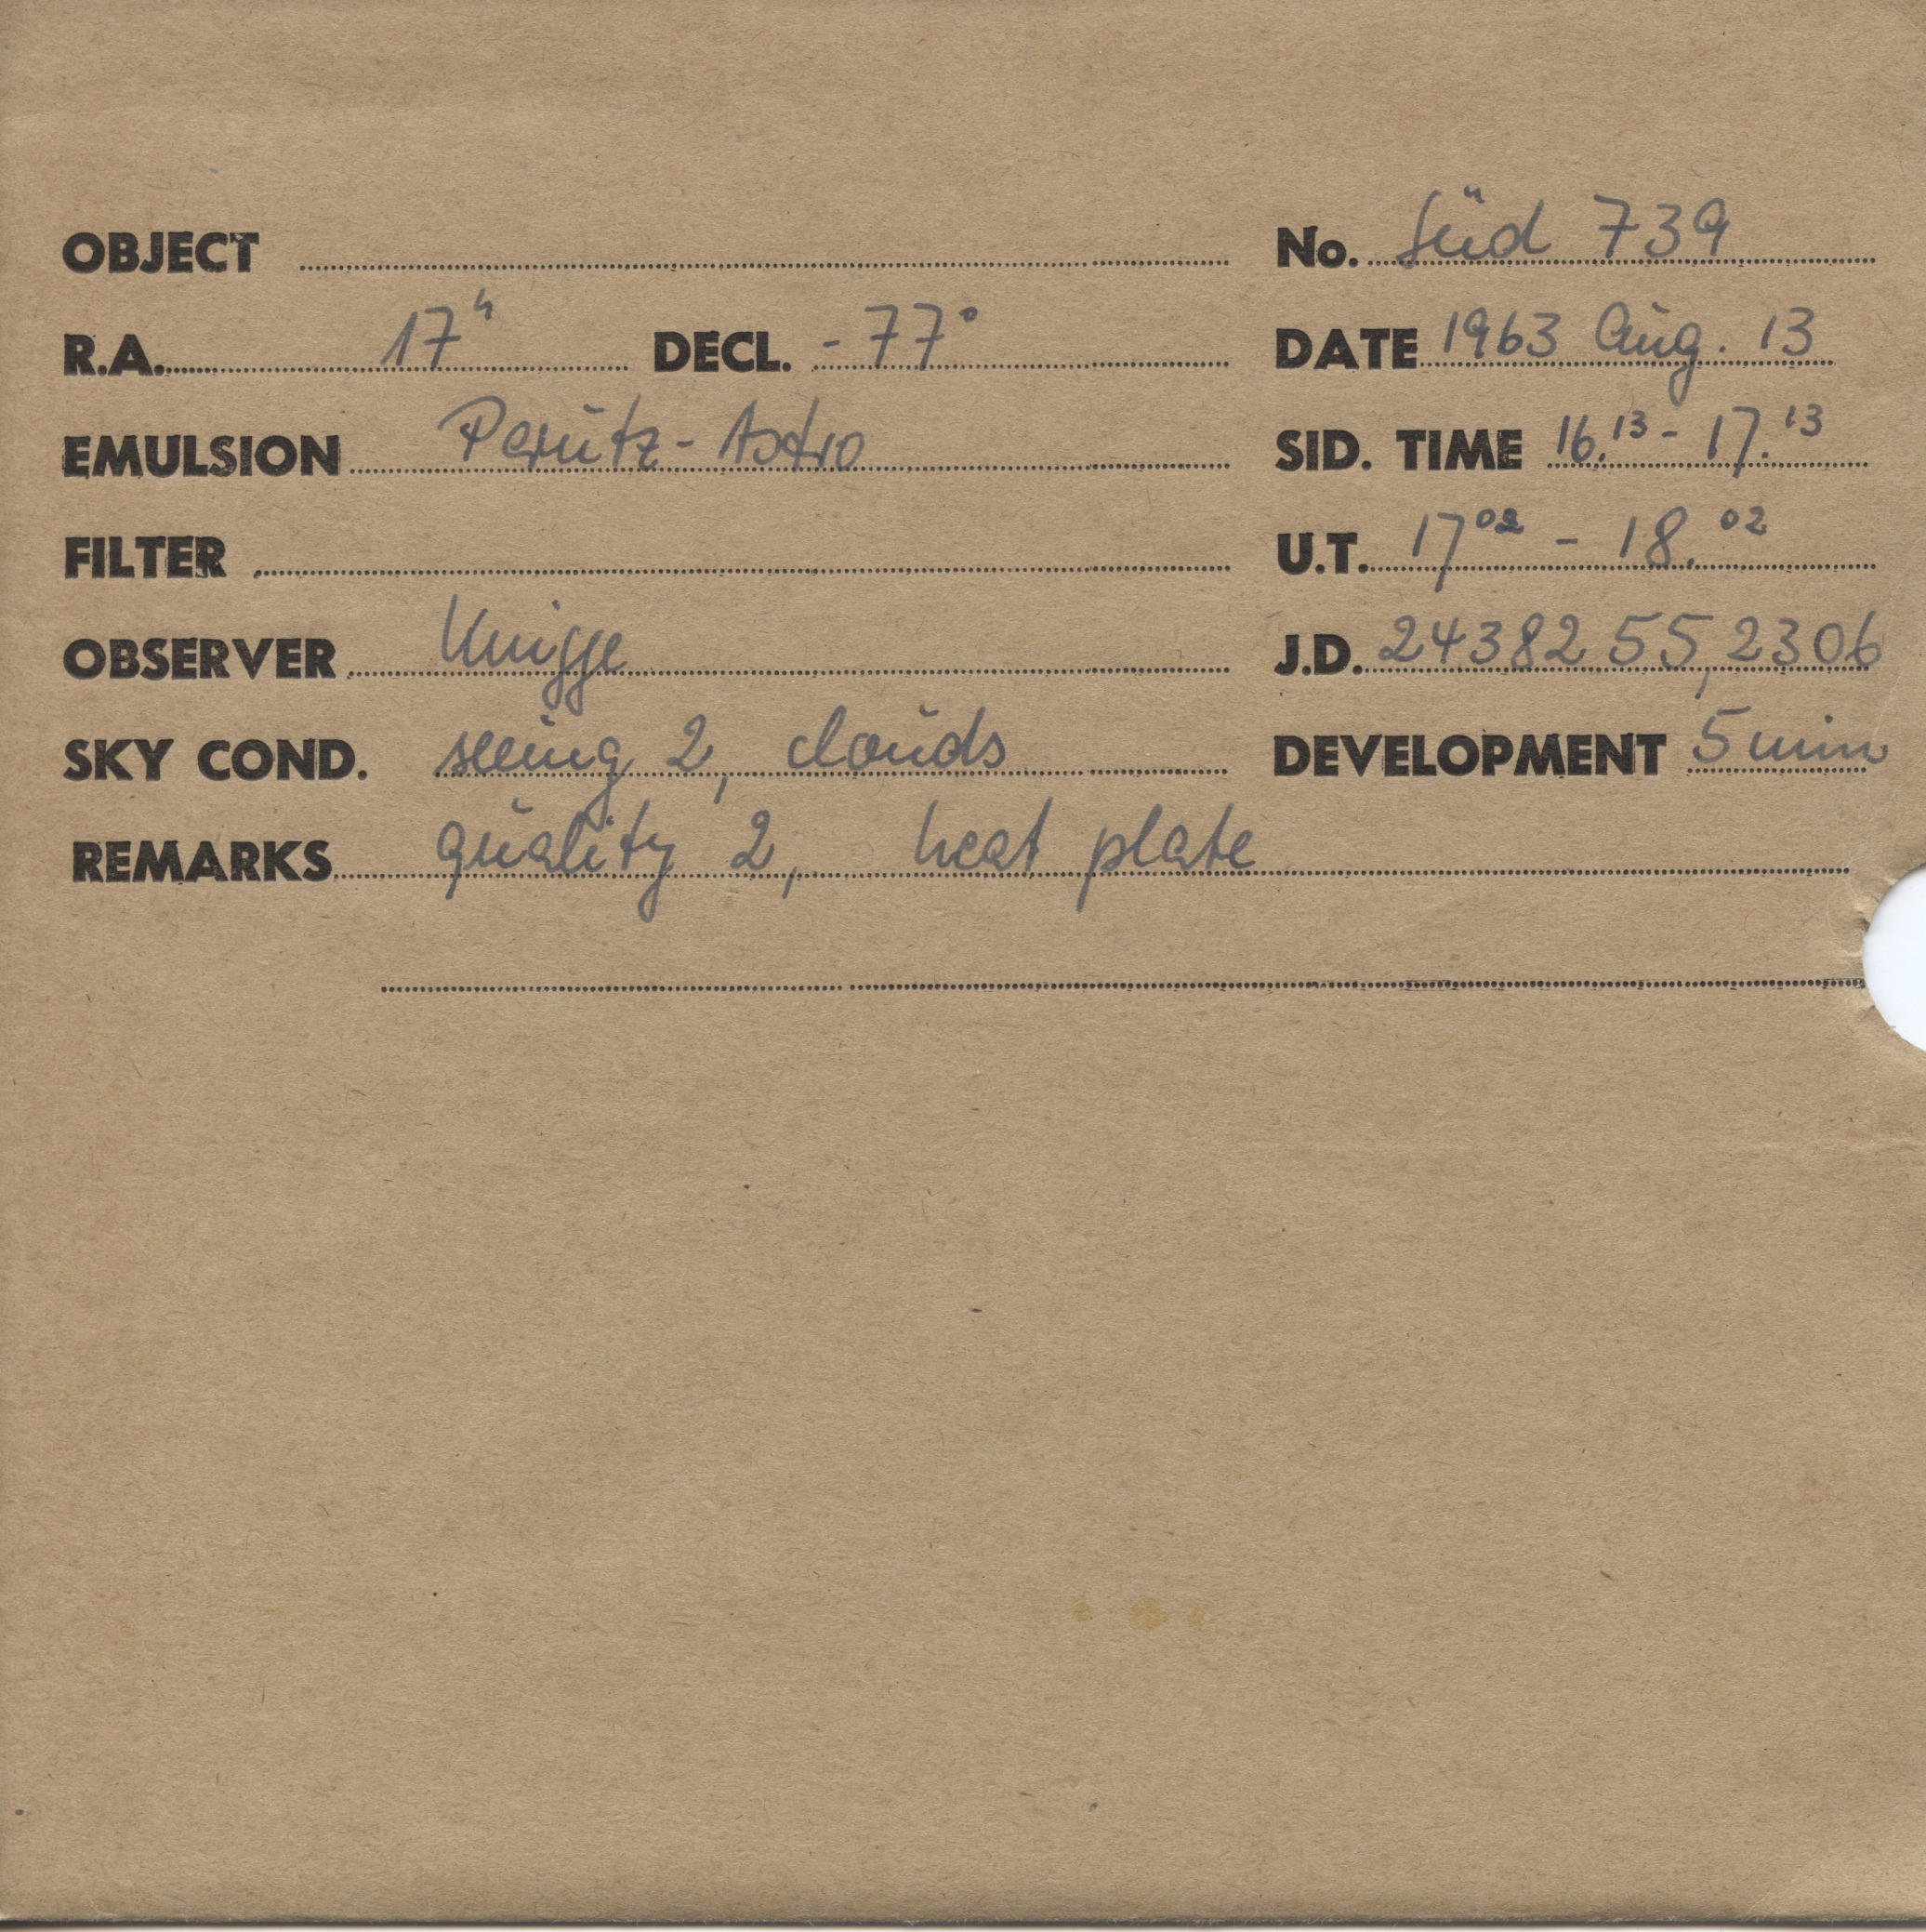 OBJECT No. Süd 739
R.A. 17ʰ DECL. -77° DATE 1963 Aug. 13
EMULSION Perutz-Astro SID. TIME 16.13 - 17.13
FILTER U.T. 17 02 - 18.02
OBSERVER Knigge J.D. 2438255,2306
SKY COND. seeing 2, clouds DEVELOPMENT 5 min
REMARKS quality 2, heat plate